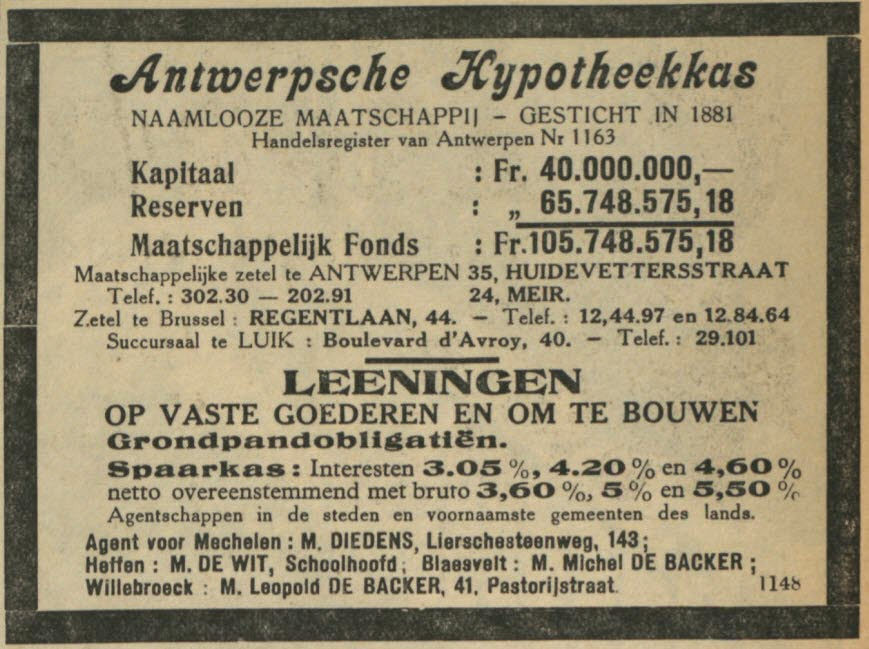 Antwerpsche Hypotheekkas
NAAMLOOZE MAATSCHAPPIJ – GESTICHT IN 1881
Handelsregister van Antwerpen Nr 1163
Kapitaal : Fr. 40.000.000,—
Reserven : „ 65.748.575,18
Maatschappelijk Fonds : Fr.105.748.575,18
Maatschappelijke zetel te ANTWERPEN 35, HUIDEVETTERSSTRAAT
Telef. : 302.30 — 202.91 24, MEIR.
Zetel te Brussel : REGENTLAAN, 44. – Telef. : 12,44.97 en 12.84.64
Succursaal te LUIK : Boulevard d'Avroy, 40. – Telef. : 29.101
LEENINGEN
OP VASTE GOEDEREN EN OM TE BOUWEN
Grondpandobligatiën.
Spaarkas : Interesten 3.05 %, 4.20 % en 4,60 %
netto overeenstemmend met bruto 3,60 %, 5 % en 5,50 %
Agentschappen in de steden en voornaamste gemeenten des lands.
Agent voor Mechelen : M. DIEDENS, Lierschesteenweg, 143 ;
Heffen : M. DE WIT, Schoolhoofd ; Blaesvelt : M. Michel DE BACKER ;
Willebroeck : M. Leopold DE BACKER, 41, Pastorijstraat. 1148